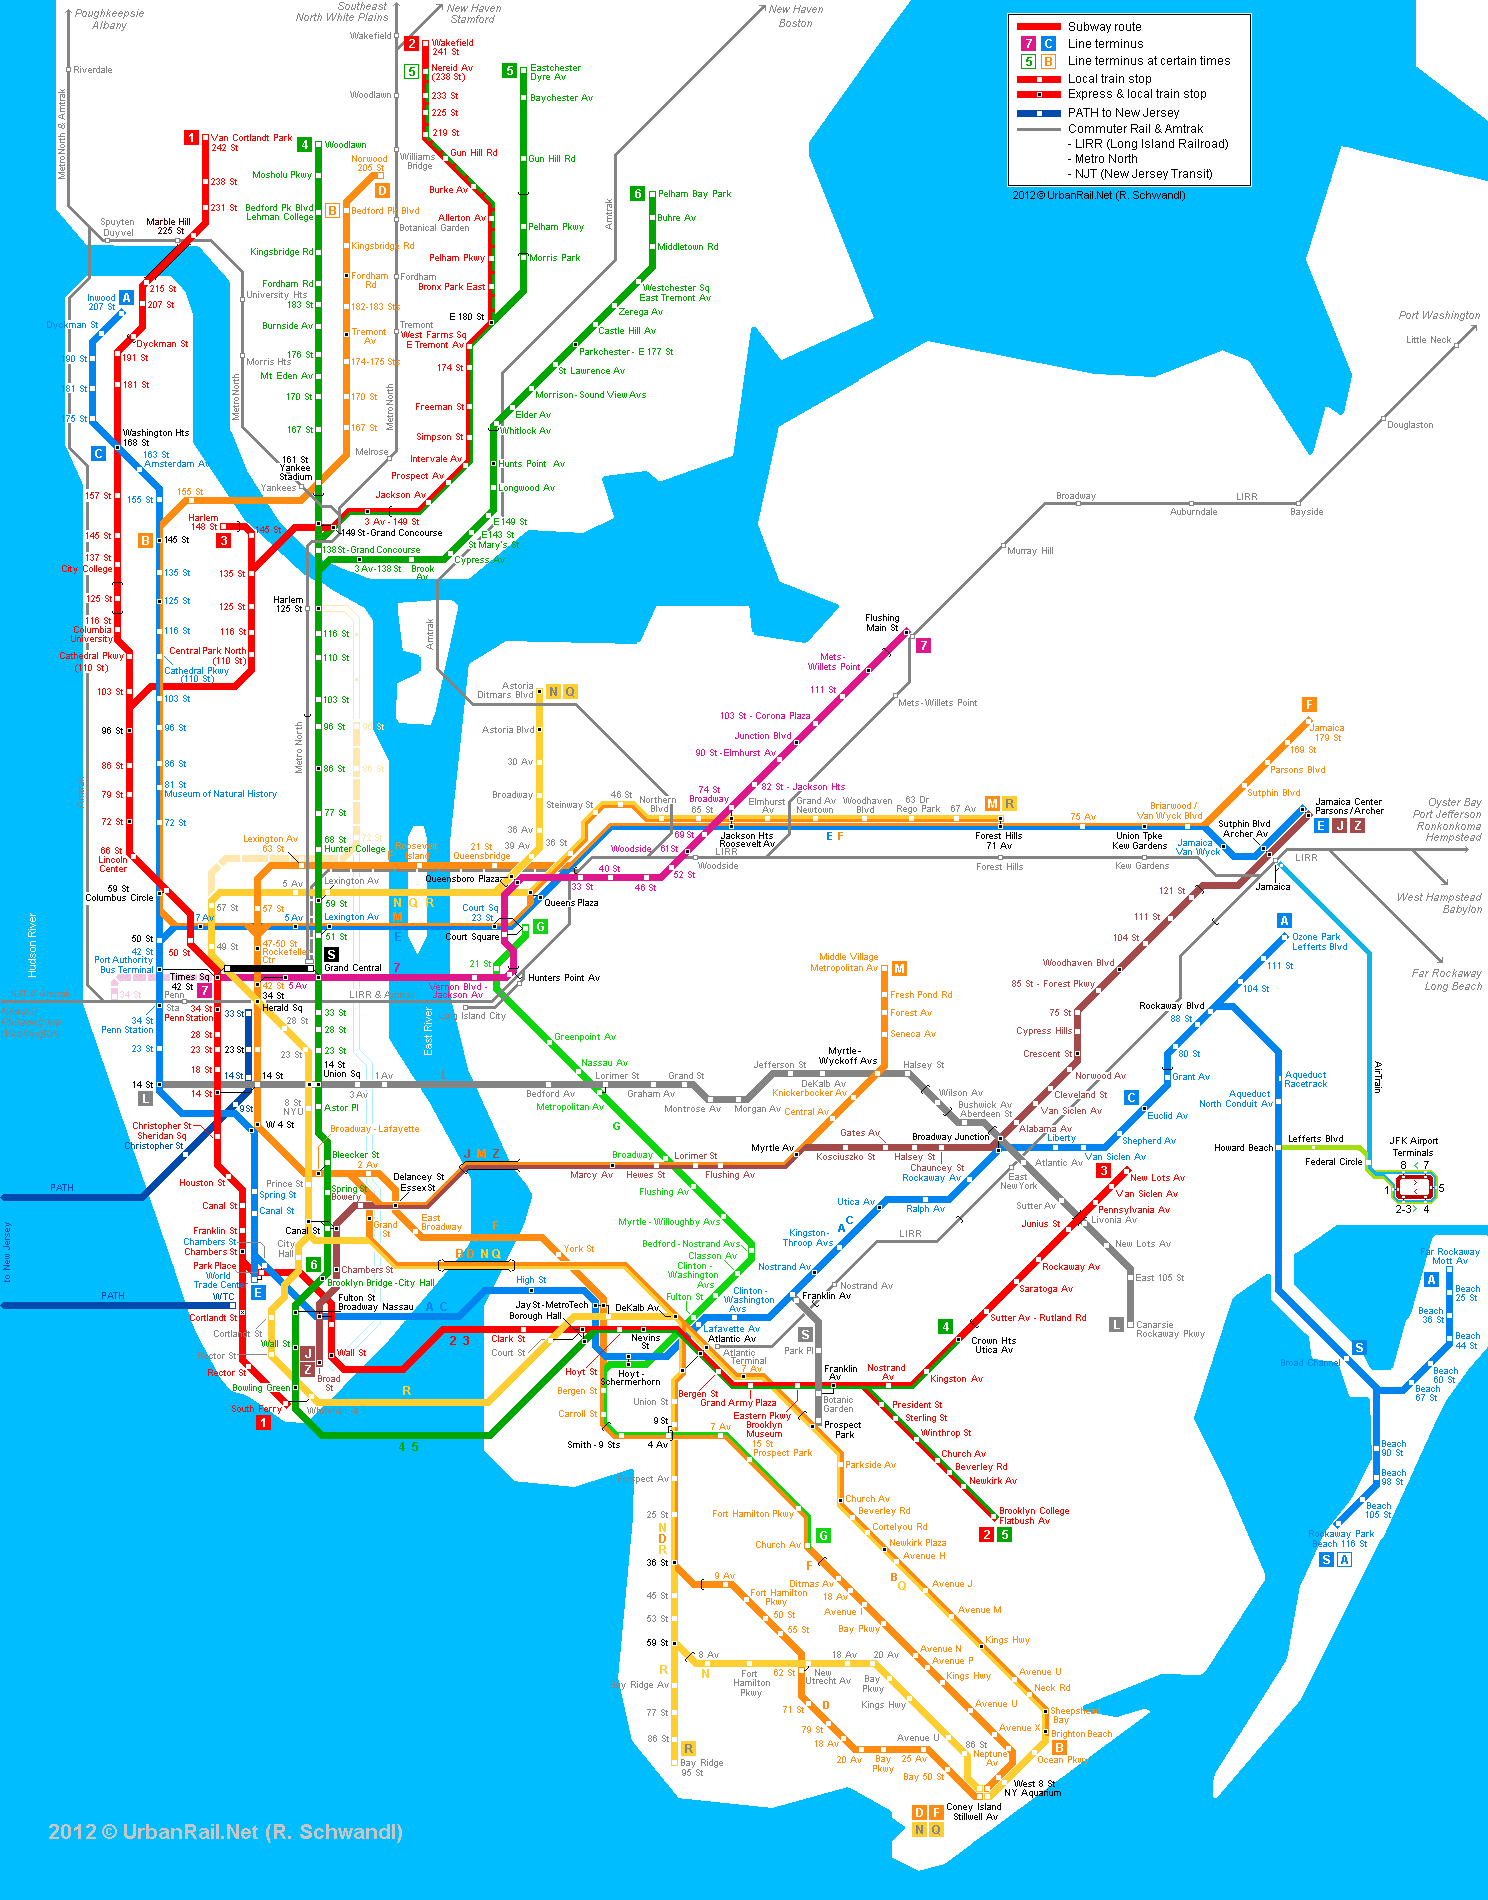 Poughkeepsie
Albany
Southeast
North White Plains
New Haven
Stamford
New Haven
Boston
Subway route
7 C Line terminus
5 B Line terminus at certain times
Local train stop
Express & local train stop
PATH to New Jersey
Commuter Rail & Amtrak
- LIRR (Long Island Railroad)
- Metro North
- NJT (New Jersey Transit)
2012 © UrbanRail.Net (R. Schwandl)
Wakefield
2
Wakefield
241 St
Riverdale
5
Nereid Av
(238 St)
5
Eastchester
Dyre Av
Woodlawn
233 St
Baychester Av
225 St
219 St
MetroNorth & Amtrak
1
Van Cortlandt Park
242 St
4
Woodlawn
Norwood
205 St
D
Williams
Bridge
Gun Hill Rd
Gun Hill Rd
Mosholu Pkwy
238 St
Burke Av
6
Pelham Bay Park
231 St
Bedford Pk Blvd
Lehman College
B
Bedford Pk Blvd
Allerton Av
Buhre Av
Amtrak
Spuyten
Duyvel
Marble Hill
225 St
Botanical Garden
Pelham Pkwy
Kingsbridge Rd
Kingsbridge Rd
Middletown Rd
Pelham Pkwy
Morris Park
Fordham Rd
Fordham
Rd
Fordham
Bronx Park East
215 St
Westchester Sq
East Tremont Av
Inwood
207 St
A
207 St
University Hts
183 St
182-183 Sts
Zerega Av
Dyckman St
Burnside Av
Tremont
Av
Tremont
E 180 St
West Farms Sq
E Tremont Av
Castle Hill Av
Dyckman St
190 St
191 St
Morris Hts
176 St
174-175 Sts
174 St
Parkchester - E 177 St
Mt Eden Av
St Lawrence Av
181 St
181 St
170 St
170 St
Morrison - Sound View Avs
MetroNorth
MetroNorth
Freeman St
Elder Av
175 St
167 St
167 St
Whitlock Av
Washington Hts
168 St
C
Simpson St
163 St
Amsterdam Av
161 St
Yankee
Stadium
Melrose
Intervale Av
Hunts Point Av
Prospect Av
Yankees
Longwood Av
157 St
155 St
155 St
Jackson Av
3 Av - 149 St
E 149 St
Harlem
148 St
3
145 St
149 St - Grand Concourse
E143 St
St Mary's St
145 St
B
145 St
138 St - Grand Concourse
3 Av - 138 St
Brook
Av
Cypress Av
137 St
City College
135 St
135 St
125 St
125 St
125 St
Harlem
125 St
116 St
Columbia
University
116 St
116 St
116 St
Amtrak
Cathedral Pkwy
(110 St)
Cathedral Pkwy
(110 St)
Central Park North
(110 St)
110 St
103 St
103 St
103 St
96 St
96 St
96 St
96 St
Metro North
86 St
86 St
86 St
86 St
79 St
81 St
Museum of Natural History
77 St
72 St
72 St
72 St
68 St
Hunter College
66 St
Lincoln
Center
Lexington Av
63 St
Roosevelt
Island
21 St
Queensbridge
59 St
Columbus Circle
5 Av
Lexington Av
59 St
N Q R
57 St
57 St
7 Av
5 Av
Lexington Av
M
E
51 St
50 St
50 St
49 St
47-50 St
Rockefeller
Ctr
S
42 St
Port Authority
Bus Terminal
Times Sq
42 St
7
42 St
5 Av
Grand Central
7
34 St
Penn
Sta
34 St
Penn Station
34 St
Penn Station
34 St
Herald Sq
33 St
LIRR & Amtrak
33 St
28 St
28 St
28 St
23 St
23 St
23 St
23 St
23 St
18 St
14 St
L
14 St
14 St
14 St
14 St
Union Sq
3 Av
1 Av
L
9 St
8 St
NYU
Astor Pl
Christopher St
Sheridan Sq
Christopher St
W 4 St
Broadway - Lafayette
Bleecker St
2 Av
Houston St
Prince St
Spring St
Bowery
Delancey St
Essex St
J M Z
PATH
Spring St
Canal St
Canal St
Canal St
Grand
St
East
Broadway
F
Franklin St
Chambers St
Chambers St
City
Hall
B D N Q
Park Place
World
Trade Center
E
6
Brooklyn Bridge - City Hall
Chambers St
PATH
WTC
to New Jersey
Fulton St
Broadway Nassau
A C
Cortlandt St
Cortlandt St
Wall St
J
Z
Broad
St
Wall St
Rector St
Rector St
Bowling Green
South Ferry
1
2 3
R
4 5
Hudson River
East River
Astoria
Ditmars Blvd
N Q
Astoria Blvd
30 Av
Broadway
36 Av
39 Av
Steinway St
46 St
Northern
Blvd
Queensboro Plaza
Queens Plaza
Court Sq
23 St
Court Square
G
21 St
Vernon Blvd -
Jackson Av
Hunters Point Av
Long Island City
33 St
40 St
46 St
52 St
Woodside 61 St
69 St
LIRR
Woodside
74 St
Broadway
65 St
Jackson Hts
Roosevelt Av
82 St - Jackson Hts
90 St - Elmhurst Av
Junction Blvd
103 St - Corona Plaza
111 St
Mets -
Willets Point
Mets - Willets Point
Flushing
Main St
7
Murray Hill
Broadway
Auburndale
LIRR
Bayside
Douglaston
Little Neck
Port Washington
Elmhurst
Av
Grand Av
Newtown
Woodhaven
Blvd
63 Dr
Rego Park
67 Av
M R
E F
Forest Hills
71 Av
Forest Hills
75 Av
Union Tpke
Kew Gardens
Kew Gardens
Briarwood /
Van Wyck Blvd
Jamaica
Van Wyck
Sutphin Blvd
Archer Av
Sutphin Blvd
Parsons Blvd
169 St
Jamaica
179 St
F
Jamaica Center
Parsons / Archer
E J Z
Jamaica
LIRR
Oyster Bay
Port Jefferson
Ronkonkoma
Hempstead
West Hempstead
Babylon
Far Rockaway
Long Beach
121 St
111 St
104 St
Woodhaven Blvd
85 St - Forest Pkwy
75 St
Cypress Hills
Crescent St
Norwood Av
Cleveland St
Van Siclen Av
Alabama Av
Broadway Junction
A
Ozone Park
Lefferts Blvd
111 St
104 St
Rockaway Blvd
88 St
80 St
Grant Av
C
Euclid Av
Shepherd Av
Van Siclen Av
Liberty
Av
Aqueduct
Racetrack
Aqueduct
North Conduit Av
AirTrain
Howard Beach
Lefferts Blvd
Federal Circle
JFK Airport
Terminals
8 7
1 5
2-3 4
Middle Village
Metropolitan Av
M
Fresh Pond Rd
Forest Av
Seneca Av
Myrtle -
Wyckoff Avs
Halsey St
Jefferson St
DeKalb Av
Knickerbocker Av
Central Av
Wilson Av
Bushwick Av
Aberdeen St
Greenpoint Av
Nassau Av
Bedford Av
Lorimer St
Metropolitan Av
Graham Av
Grand St
Montrose Av
Morgan Av
G
Broadway
Marcy Av
Hewes St
Lorimer St
Flushing Av
Myrtle Av
Kosciuszko St
Gates Av
Halsey St
Chauncey St
Rockaway Av
Flushing Av
Myrtle - Willoughby Avs
Bedford - Nostrand Avs
Classon Av
Clinton -
Washington
Avs
Fulton St
York St
High St
Jay St - MetroTech
Borough Hall
DeKalb Av
Clark St
Court St
Nevins
St
Hoyt St
Hoyt -
Schermerhorn
Lafayette Av
Atlantic Av
Atlantic
Terminal
Clinton -
Washington
Avs
Nostrand Av
Kingston-
Throop Avs
A C
Utica Av
Ralph Av
LIRR
Nostrand Av
Franklin Av
S
Park Pl
Botanic
Garden
Prospect
Park
East
New York
Atlantic Av
3
New Lots Av
Van Siclen Av
Pennsylvania Av
Junius St
Livonia Av
Sutter Av
New Lots Av
Rockaway Av
East 105 St
Saratoga Av
L
Canarsie
Rockaway Pkwy
Sutter Av - Rutland Rd
4
Crown Hts
Utica Av
Kingston Av
Nostrand
Av
Franklin
Av
7 Av
Bergen St
Grand Army Plaza
Eastern Pkwy
Brooklyn
Museum
President St
Sterling St
Winthrop St
Church Av
Beverley Rd
Newkirk Av
Brooklyn College
Flatbush Av
2 5
Bergen St
Carroll St
Union St
9 St
4 Av
Smith - 9 Sts
7 Av
15 St
Prospect Park
Parkside Av
Prospect Av
25 St
N
D
R
36 St
Fort Hamilton Pkwy
G
Church Av
F
Church Av
Beverley Rd
Cortelyou Rd
Newkirk Plaza
Avenue H
B
Q
Avenue J
Avenue M
Kings Hwy
Avenue U
Neck Rd
Sheepshead
Bay
Brighton Beach
B
Ocean Pkwy
Ditmas Av
18 Av
Avenue I
Bay Pkwy
Avenue N
Avenue P
Kings Hwy
Avenue U
Avenue X
Neptune
Av
West 8 St
NY Aquarium
9 Av
Fort Hamilton
Pkwy
50 St
55 St
62 St
71 St
79 St
18 Av
20 Av
Bay
Pkwy
25 Av
Bay 50 St
D
45 St
53 St
59 St
R
N
8 Av
Fort
Hamilton
Pkwy
New
Utrecht Av
18 Av
20 Av
Bay
Pkwy
Kings Hwy
Avenue U
86 St
Bay Ridge Av
77 St
86 St
R
Bay Ridge
95 St
Coney Island
Stillwell Av
D F
N Q
S
Broad Channel
Far Rockaway
Mott Av
A
Beach
25 St
Beach
36 St
Beach
44 St
Beach
60 St
Beach
67 St
Beach
90 St
Beach
98 St
Beach
105 St
Rockaway Park
Beach 116 St
S A
2012 © UrbanRail.Net (R. Schwandl)